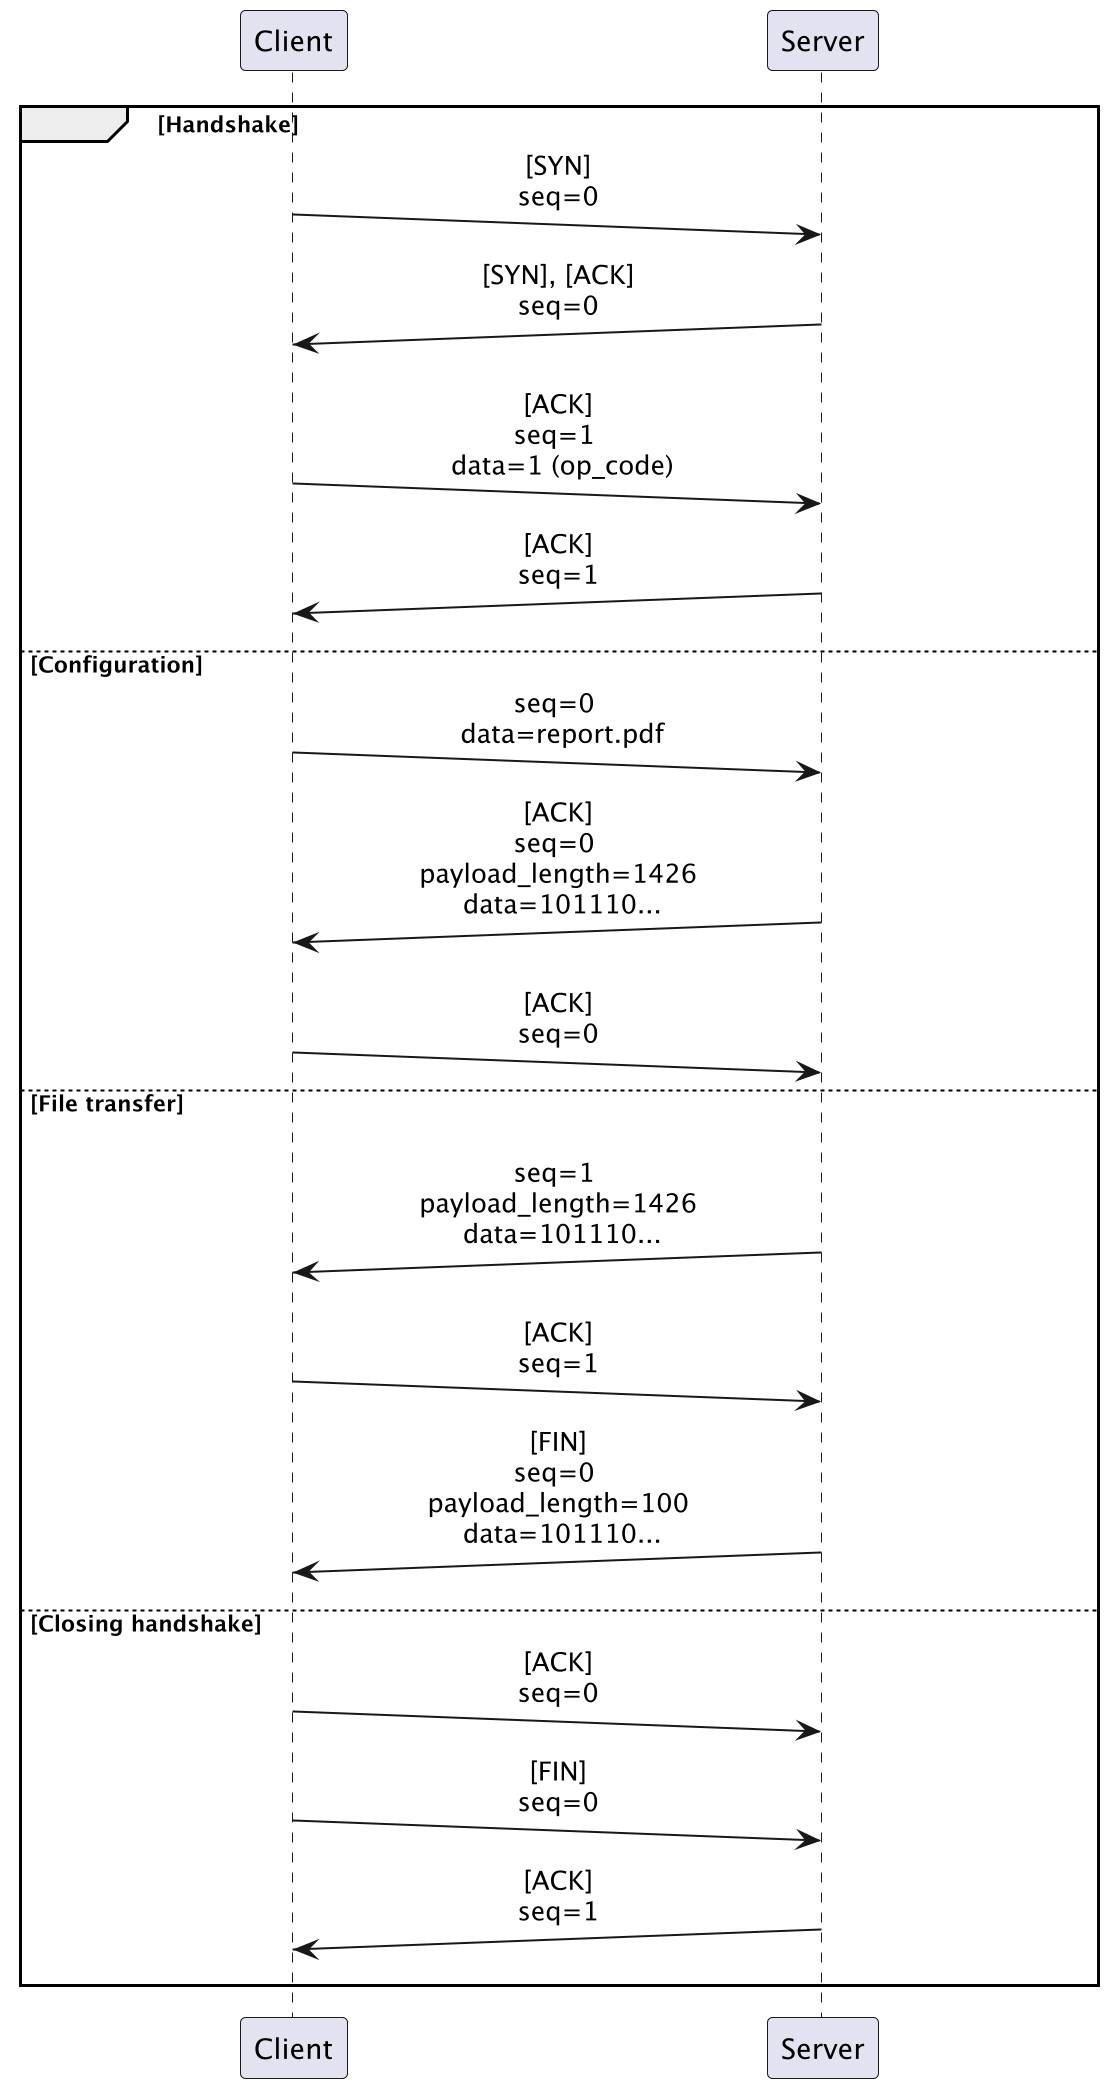 Client
Server
[Handshake]
[SYN]
seq=0
[SYN], [ACK]
seq=0
[ACK]
seq=1
data=1 (op_code)
[ACK]
seq=1
[Configuration]
seq=0
data=report.pdf
[ACK]
seq=0
payload_length=1426
data=101110...
[ACK]
seq=0
[File transfer]
seq=1
payload_length=1426
data=101110...
[ACK]
seq=1
[FIN]
seq=0
payload_length=100
data=101110...
[Closing handshake]
[ACK]
seq=0
[FIN]
seq=0
[ACK]
seq=1
Client
Server